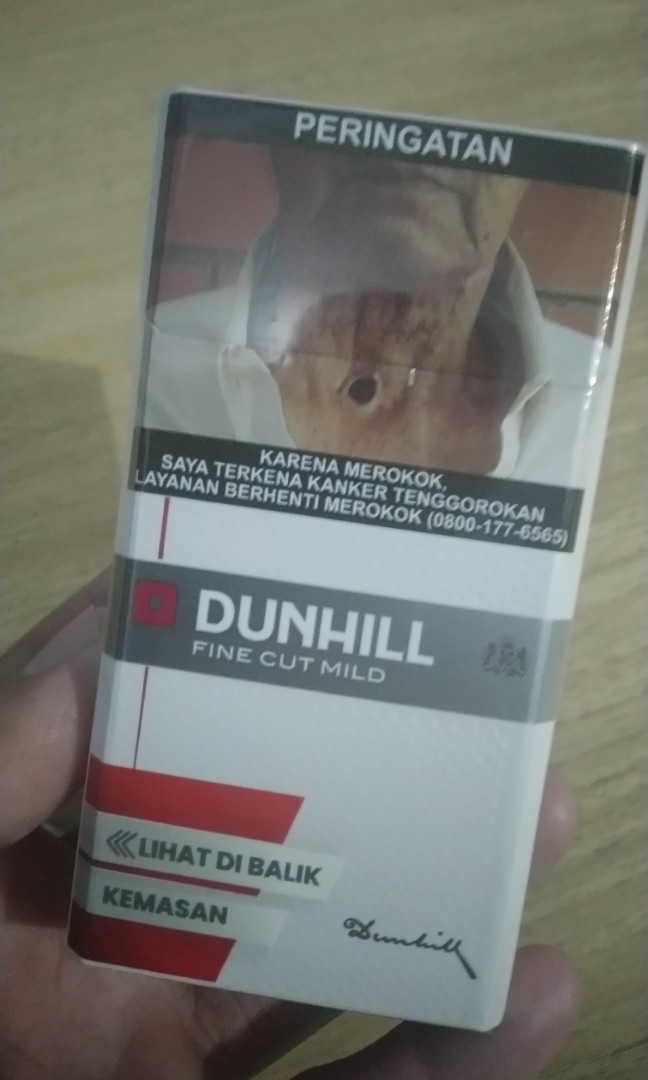 PERINGATAN
KARENA MEROKOK,
SAYA TERKENA KANKER TENGGOROKAN
LAYANAN BERHENTI MEROKOK (0800-177-6565)
DUNHILL
FINE CUT MILD
LIHAT DI BALIK
KEMASAN
Dunhill